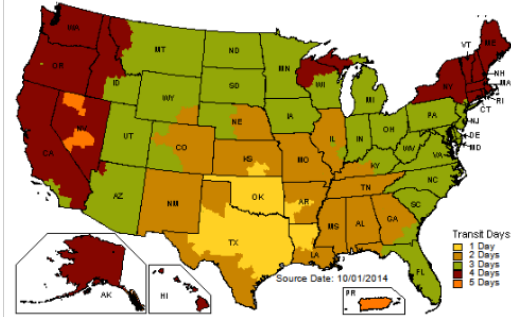 WA
OR
CA
ID
NV
MT
WY
UT
AZ
CO
NM
ND
SD
NE
KS
OK
TX
MN
IA
MO
AR
LA
WI
IL
MI
IN
OH
KY
TN
MS
AL
GA
FL
SC
NC
VA
WV
PA
NY
VT
ME
NH
MA
RI
CT
NJ
DE
MD
AK
HI
PR
Source Date: 10/01/2014
Transit Days
1 Day
2 Days
3 Days
4 Days
5 Days